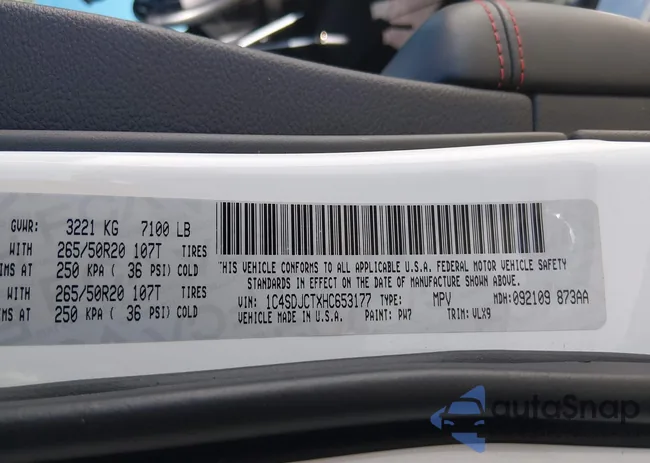 GVWR: 3221 KG 7100 LB
WITH 265/50R20 107T TIRES
IMS AT 250 KPA ( 36 PSI) COLD
WITH 265/50R20 107T TIRES
IMS AT 250 KPA ( 36 PSI) COLD
THIS VEHICLE CONFORMS TO ALL APPLICABLE U.S.A. FEDERAL MOTOR VEHICLE SAFETY
STANDARDS IN EFFECT ON THE DATE OF MANUFACTURE SHOWN ABOVE.
VIN: 1C4SDJCTXHC653177 TYPE: MPV MDH: 092109 873AA
VEHICLE MADE IN U.S.A. PAINT: PW7 TRIM: VLX9
autoSnap